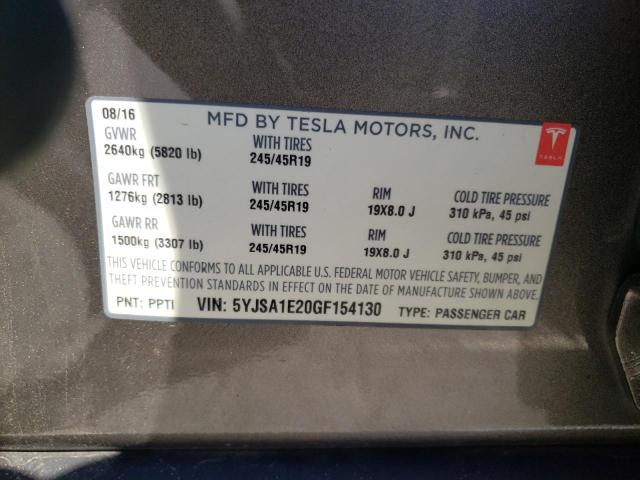 08/16 MFD BY TESLA MOTORS, INC.
GVWR WITH TIRES
2640kg (5820 lb) 245/45R19
TESLA
GAWR FRT WITH TIRES RIM COLD TIRE PRESSURE
1276kg (2813 lb) 245/45R19 19X8.0 J 310 kPa, 45 psi
GAWR RR WITH TIRES RIM COLD TIRE PRESSURE
1500kg (3307 lb) 245/45R19 19X8.0 J 310 kPa, 45 psi
THIS VEHICLE CONFORMS TO ALL APPLICABLE U.S. FEDERAL MOTOR VEHICLE SAFETY, BUMPER, AND
THEFT PREVENTION STANDARDS IN EFFECT ON THE DATE OF MANUFACTURE SHOWN ABOVE.
PNT: PPTI VIN: 5YJSA1E20GF154130 TYPE: PASSENGER CAR